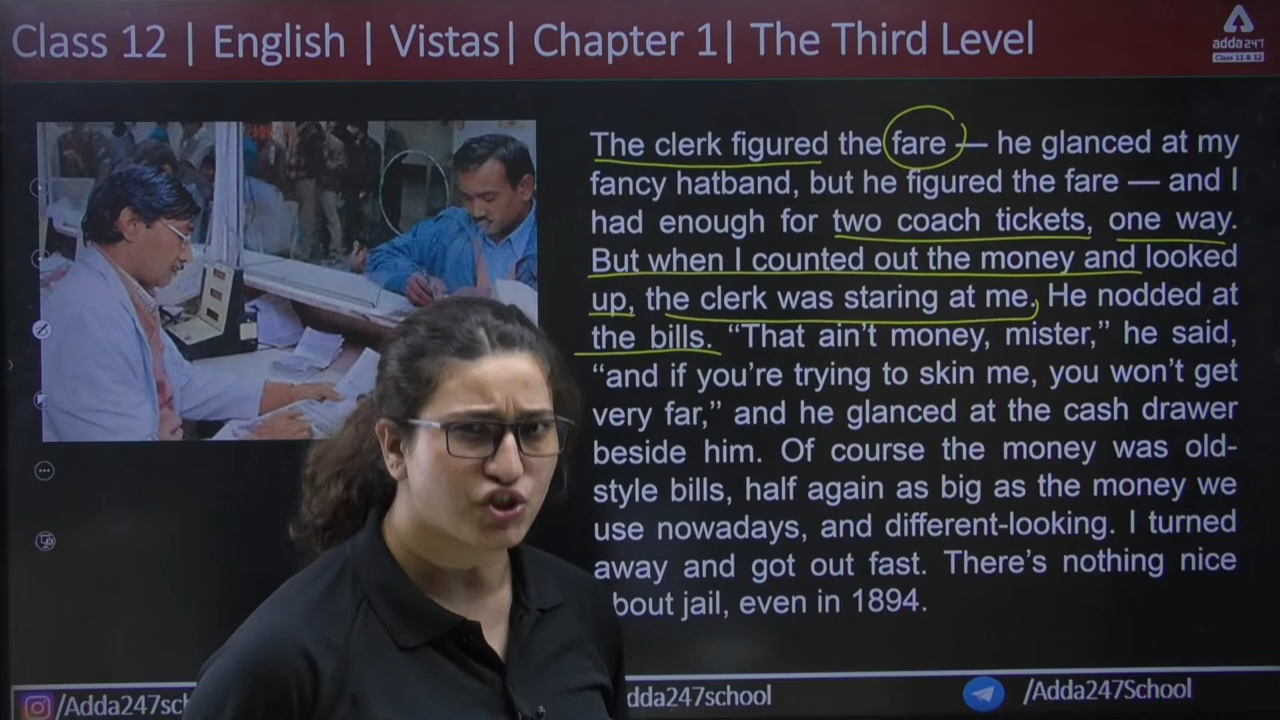 Class 12 | English | Vistas| Chapter 1| The Third Level
adda247
Class 11 & 12
The clerk figured the fare — he glanced at my
fancy hatband, but he figured the fare — and I
had enough for two coach tickets, one way.
But when I counted out the money and looked
up, the clerk was staring at me. He nodded at
the bills. “That ain’t money, mister,” he said,
“and if you’re trying to skin me, you won’t get
very far,” and he glanced at the cash drawer
beside him. Of course the money was old-
style bills, half again as big as the money we
use nowadays, and different-looking. I turned
away and got out fast. There’s nothing nice
bout jail, even in 1894.
/Adda247sch
dda247school
/Adda247School